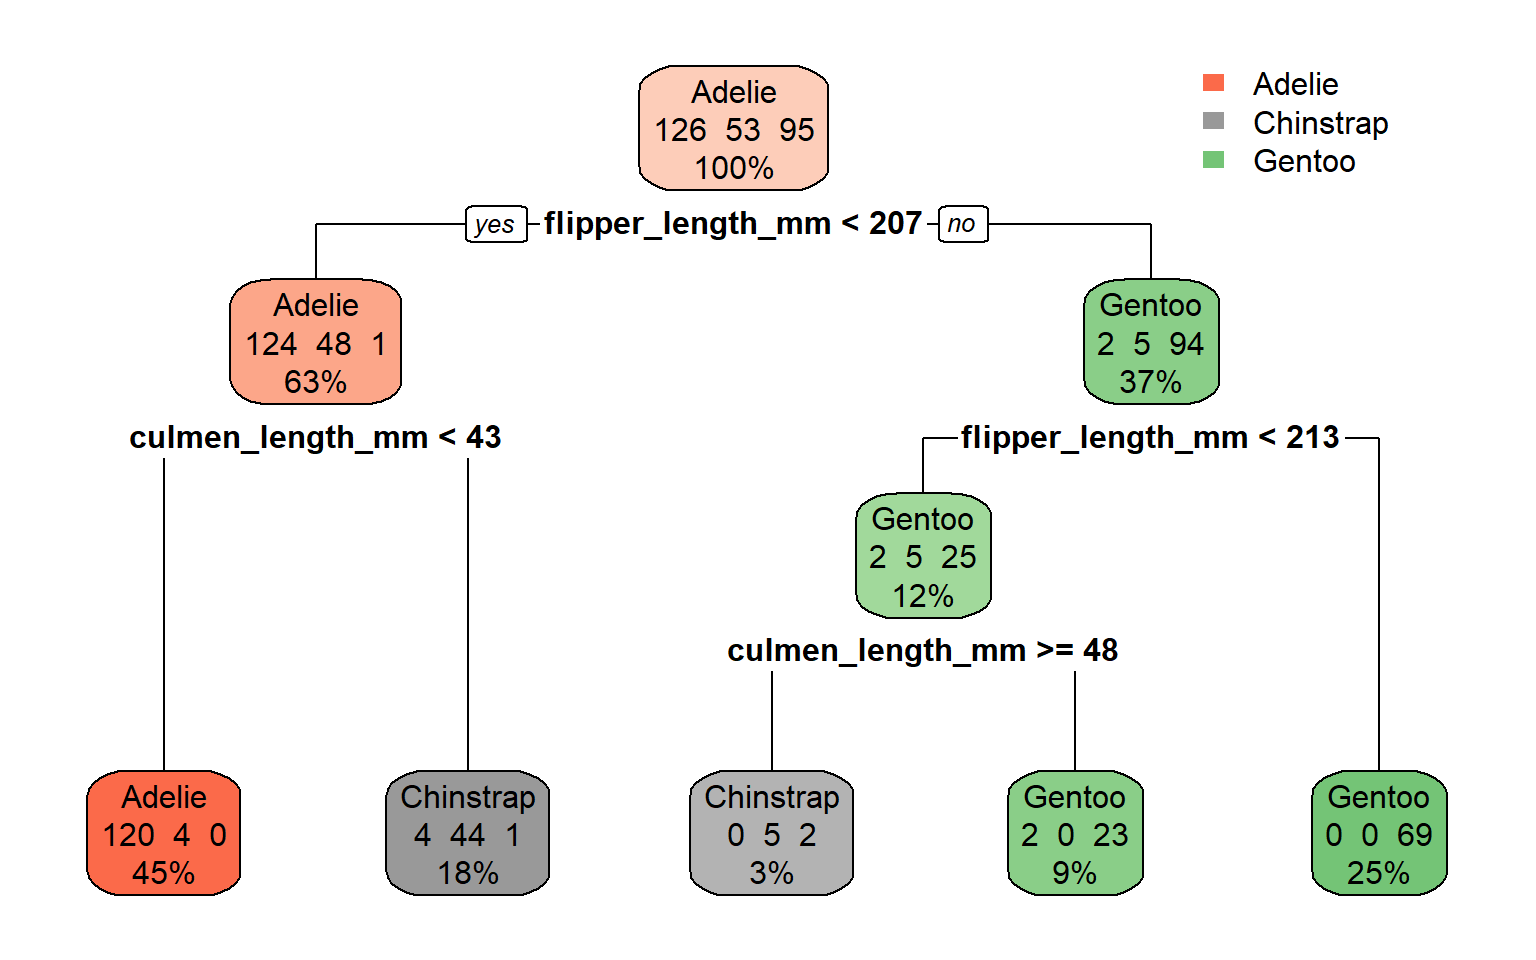 Adelie
126 53 95
100%
Adelie
Chinstrap
Gentoo
yes flipper_length_mm < 207 no
Adelie
124 48 1
63%
Gentoo
2 5 94
37%
culmen_length_mm < 43
flipper_length_mm < 213
Gentoo
2 5 25
12%
culmen_length_mm >= 48
Adelie
120 4 0
45%
Chinstrap
4 44 1
18%
Chinstrap
0 5 2
3%
Gentoo
2 0 23
9%
Gentoo
0 0 69
25%